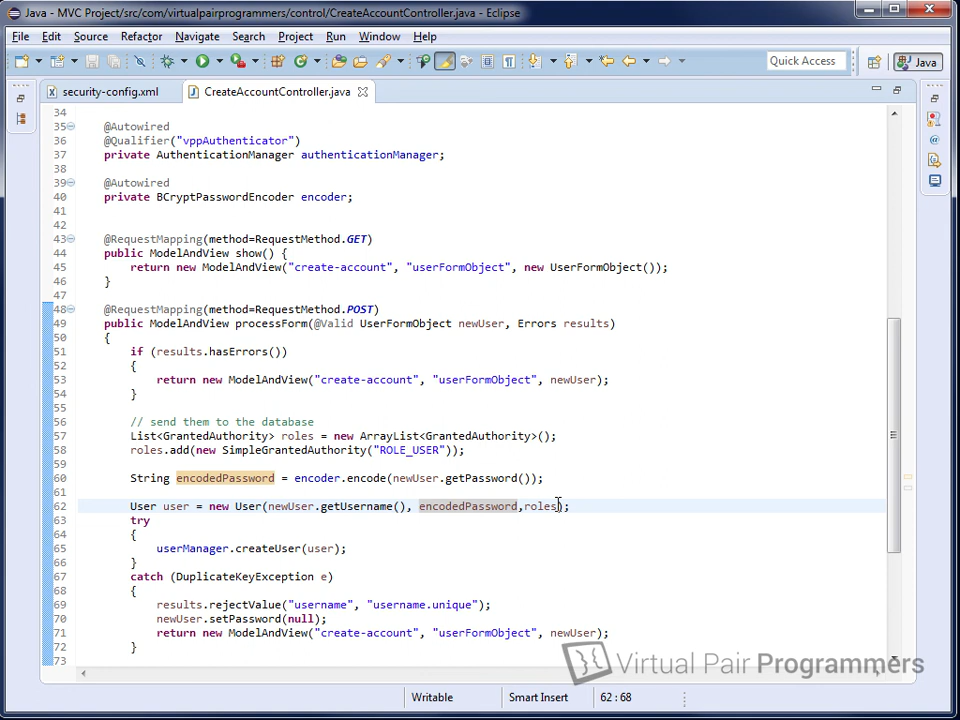 Java - MVC Project/src/com/virtualpairprogrammers/control/CreateAccountController.java - Eclipse
File Edit Source Refactor Navigate Search Project Run Window Help
Quick Access
Java
security-config.xml
CreateAccountController.java
34
35 @Autowired
36 @Qualifier("vppAuthenticator")
37 private AuthenticationManager authenticationManager;
38
39 @Autowired
40 private BCryptPasswordEncoder encoder;
41
42
43 @RequestMapping(method=RequestMethod.GET)
44 public ModelAndView show() {
45 return new ModelAndView("create-account", "userFormObject", new UserFormObject());
46 }
47
48 @RequestMapping(method=RequestMethod.POST)
49 public ModelAndView processForm(@Valid UserFormObject newUser, Errors results)
50 {
51 if (results.hasErrors())
52 {
53 return new ModelAndView("create-account", "userFormObject", newUser);
54 }
55
56 // send them to the database
57 List<GrantedAuthority> roles = new ArrayList<GrantedAuthority>();
58 roles.add(new SimpleGrantedAuthority("ROLE_USER"));
59
60 String encodedPassword = encoder.encode(newUser.getPassword());
61
62 User user = new User(newUser.getUsername(), encodedPassword,roles);
63 try
64 {
65 userManager.createUser(user);
66 }
67 catch (DuplicateKeyException e)
68 {
69 results.rejectValue("username", "username.unique");
70 newUser.setPassword(null);
71 return new ModelAndView("create-account", "userFormObject", newUser);
72 }
73
Virtual Pair Programmers
Writable Smart Insert 62 : 68